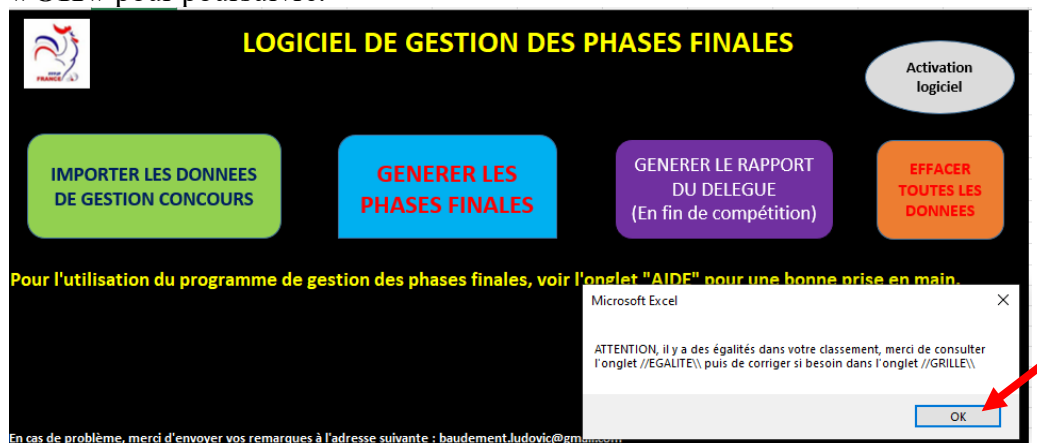 LOGICIEL DE GESTION DES PHASES FINALES
FRANCE
Activation
logiciel
IMPORTER LES DONNEES
DE GESTION CONCOURS
GENERER LES
PHASES FINALES
GENERER LE RAPPORT
DU DELEGUE
(En fin de compétition)
EFFACER
TOUTES LES
DONNEES
Pour l'utilisation du programme de gestion des phases finales, voir l'onglet "AIDE" pour une bonne prise en main.
Microsoft Excel
ATTENTION, il y a des égalités dans votre classement, merci de consulter
l'onglet //EGALITE\\ puis de corriger si besoin dans l'onglet //GRILLE\\
OK
En cas de problème, merci d'envoyer vos remarques à l'adresse suivante : baudement.ludovic@gmail.com